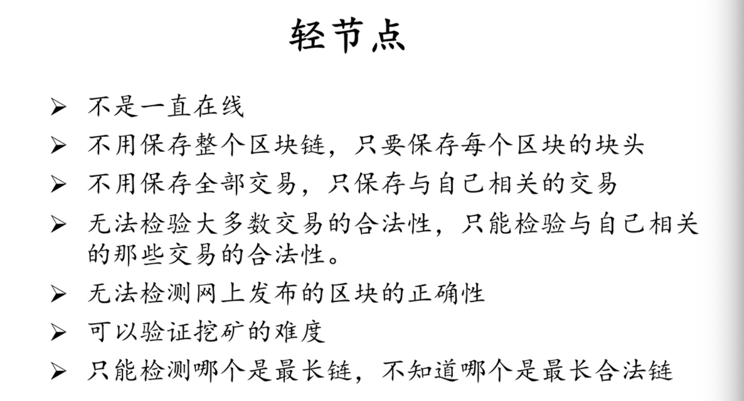 轻节点
➢ 不是一直在线
➢ 不用保存整个区块链，只要保存每个区块的块头
➢ 不用保存全部交易，只保存与自己相关的交易
➢ 无法检验大多数交易的合法性，只能检验与自己相关
的那些交易的合法性。
➢ 无法检测网上发布的区块的正确性
➢ 可以验证挖矿的难度
➢ 只能检测哪个是最长链，不知道哪个是最长合法链